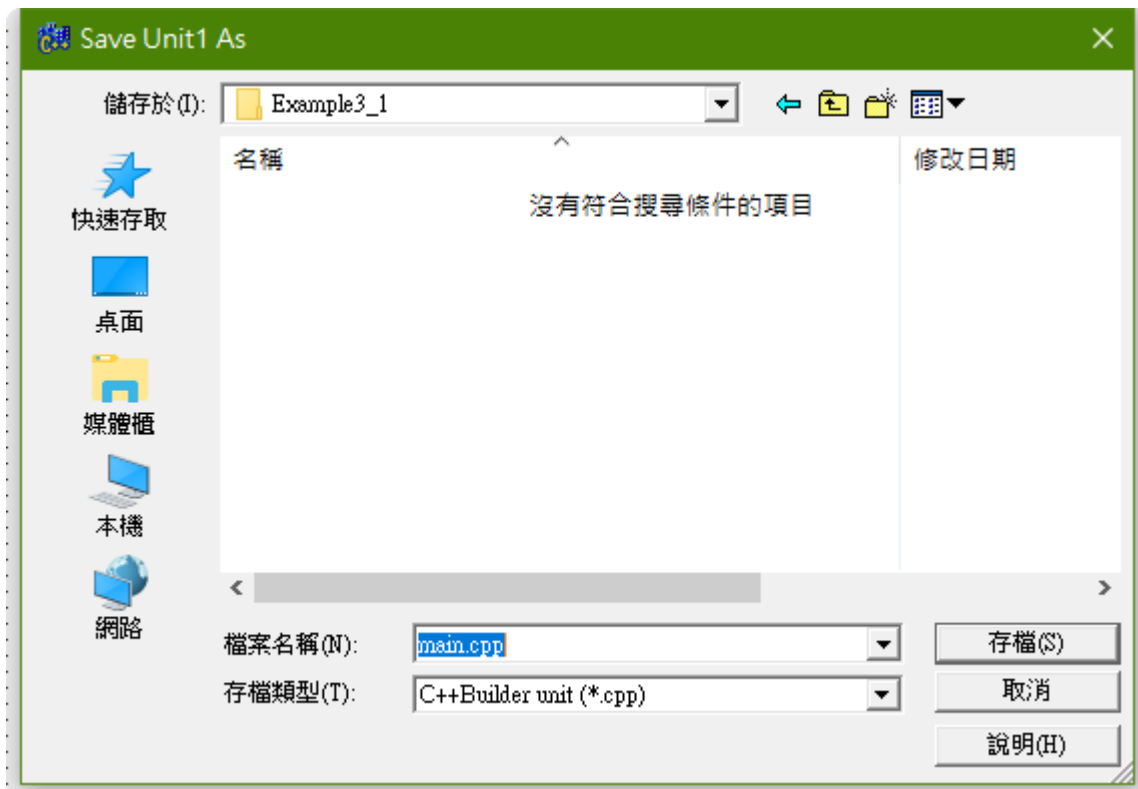 Save Unit1 As
儲存於(I):
Example3_1
名稱
修改日期
沒有符合搜尋條件的項目
快速存取
桌面
媒體櫃
本機
網路
檔案名稱(N):
main.cpp
存檔(S)
存檔類型(T):
C++Builder unit (*.cpp)
取消
說明(H)